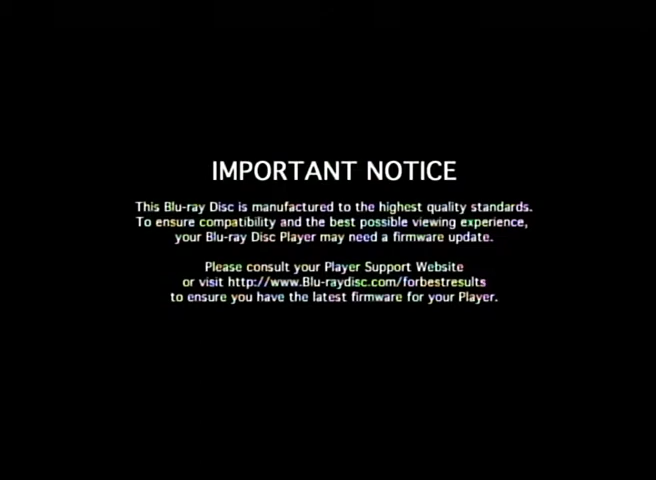 IMPORTANT NOTICE
This Blu-ray Disc is manufactured to the highest quality standards.
To ensure compatibility and the best possible viewing experience,
your Blu-ray Disc Player may need a firmware update.
Please consult your Player Support Website
or visit http://www.Blu-raydisc.com/forbestresults
to ensure you have the latest firmware for your Player.